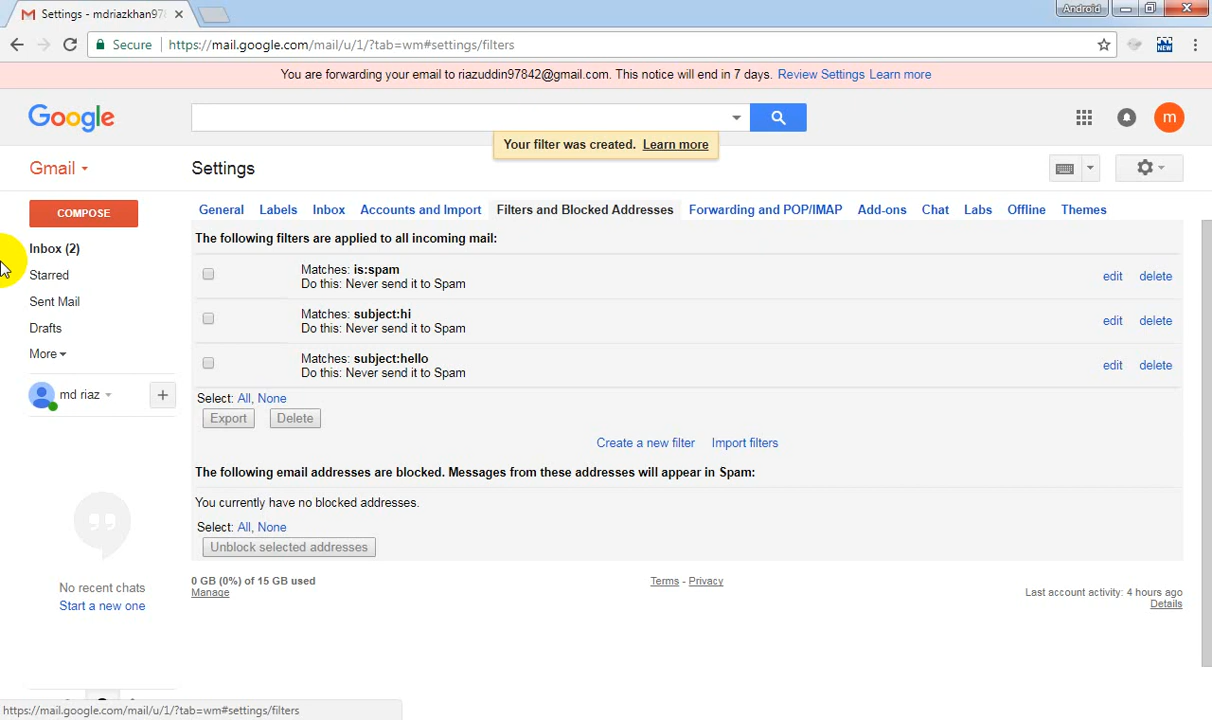 Settings - mdriazkhan97
Android
Secure https://mail.google.com/mail/u/1/?tab=wm#settings/filters
NEW
You are forwarding your email to riazuddin97842@gmail.com. This notice will end in 7 days. Review Settings Learn more
Google
m
Your filter was created. Learn more
Gmail
Settings
COMPOSE
General Labels Inbox Accounts and Import Filters and Blocked Addresses Forwarding and POP/IMAP Add-ons Chat Labs Offline Themes
The following filters are applied to all incoming mail:
Inbox (2)
Starred
Sent Mail
Drafts
More
md riaz
Matches: is:spam
Do this: Never send it to Spam
edit delete
Matches: subject:hi
Do this: Never send it to Spam
edit delete
Matches: subject:hello
Do this: Never send it to Spam
edit delete
Select: All, None
Export Delete
Create a new filter Import filters
The following email addresses are blocked. Messages from these addresses will appear in Spam:
You currently have no blocked addresses.
Select: All, None
Unblock selected addresses
No recent chats
Start a new one
0 GB (0%) of 15 GB used
Manage
Terms - Privacy
Last account activity: 4 hours ago
Details
https://mail.google.com/mail/u/1/?tab=wm#settings/filters